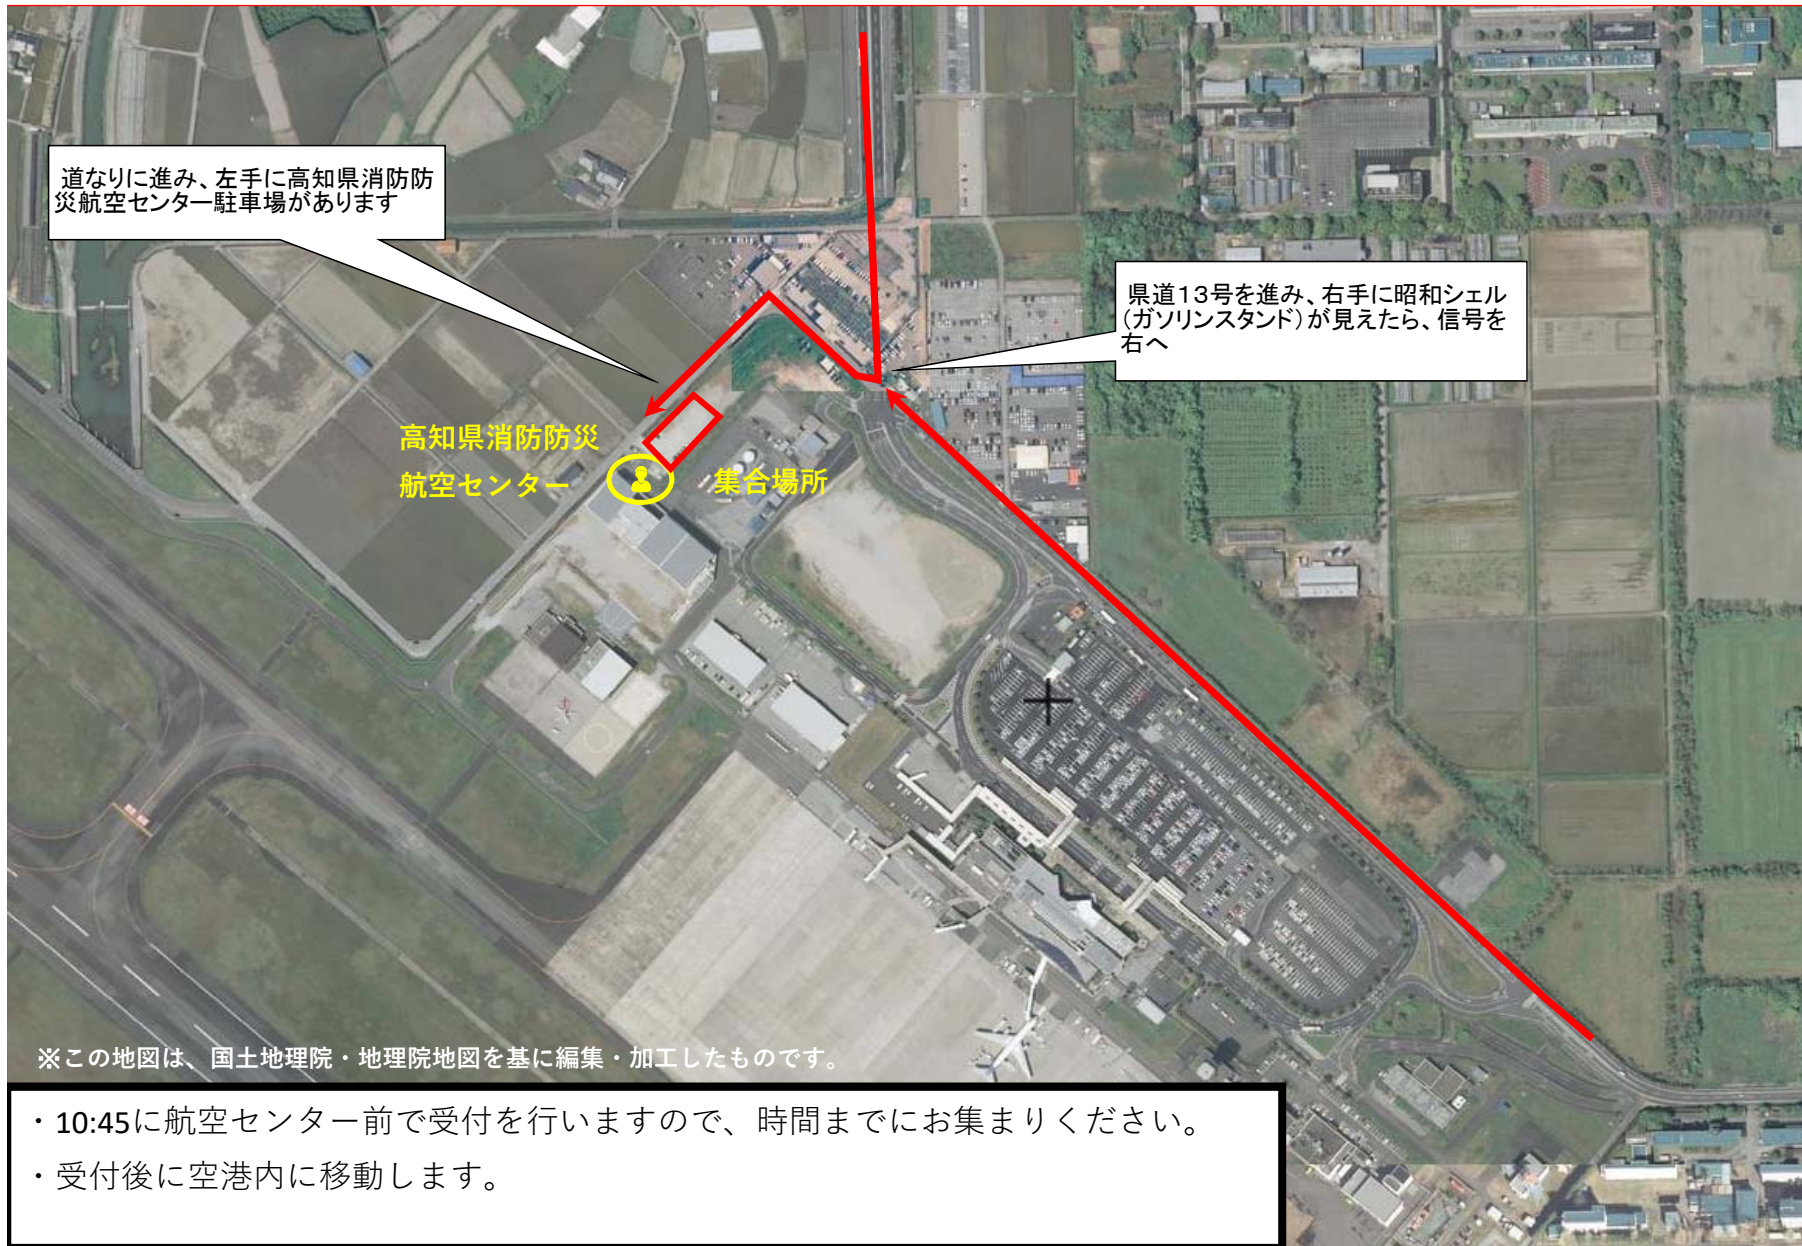 道なりに進み、左手に高知県消防防
災航空センター駐車場があります
県道13号を進み、右手に昭和シェル
(ガソリンスタンド)が見えたら、信号を
右へ
高知県消防防災
航空センター
集合場所
※この地図は、国土地理院・地理院地図を基に編集・加工したものです。
・10:45に航空センター前で受付を行いますので、時間までにお集まりください。
・受付後に空港内に移動します。